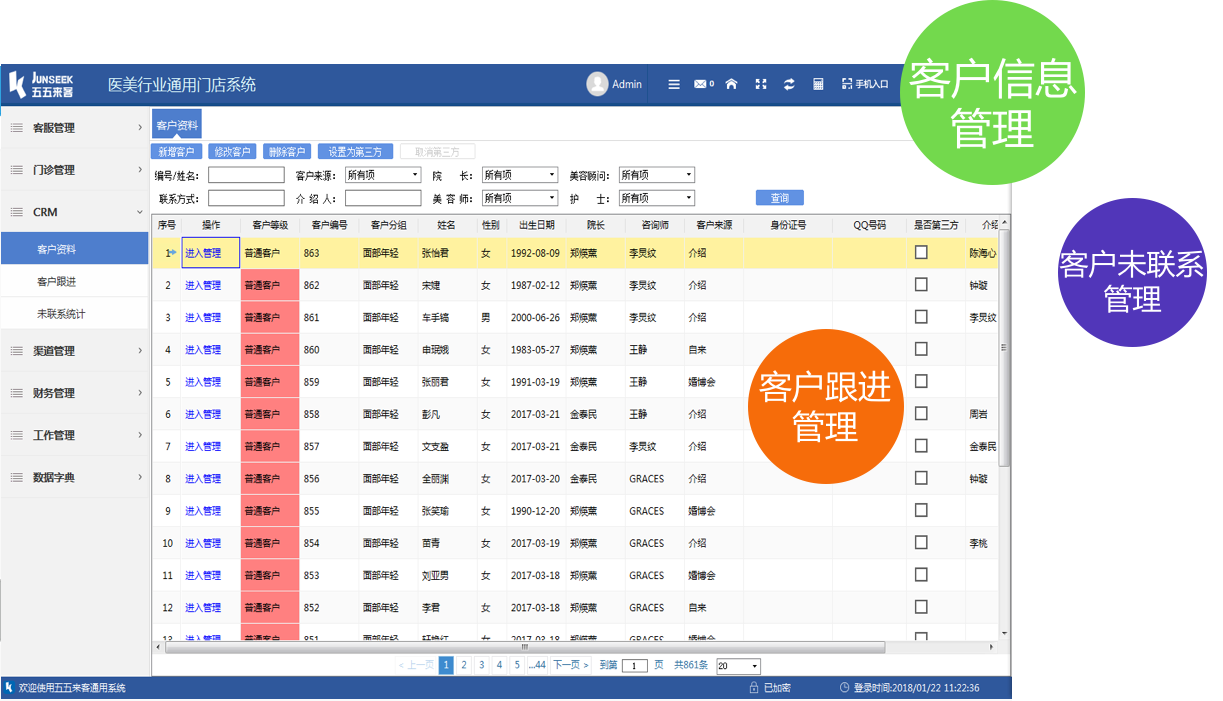 客户信息
管理
JUNSEEK
五五来客
医美行业通用门店系统
Admin
0
手机入口
客服管理
门诊管理
CRM
客户资料
客户跟进
未联系统计
渠道管理
财务管理
工作管理
数据字典
客户资料
新增客户 修改客户 删除客户 设置为第三方 取消第三方
编号/姓名: 客户来源: 所有项 院 长: 所有项 美容顾问: 所有项
联系方式: 介 绍 人: 美 容 师: 所有项 护 士: 所有项 查询
序号 操作 客户等级 客户编号 客户分组 姓名 性别 出生日期 院长 咨询师 客户来源 身份证号 QQ号码 是否第三方 介绍
1 进入管理 普通客户 863 面部年轻 张怡君 女 1992-08-09 郑煐薰 李炅纹 介绍 陈海心
2 进入管理 普通客户 862 面部年轻 宋婕 女 1987-02-12 郑煐薰 李炅纹 介绍 钟璇
3 进入管理 普通客户 861 面部年轻 车手镐 男 2000-06-26 郑煐薰 李炅纹 介绍 李炅纹
4 进入管理 普通客户 860 面部年轻 申珉娥 女 1983-05-27 郑煐薰 王静 自来
5 进入管理 普通客户 859 面部年轻 张丽君 女 1991-03-19 郑煐薰 王静 婚博会
6 进入管理 普通客户 858 面部年轻 彭凡 女 2017-03-21 金泰民 王静 介绍 周岩
7 进入管理 普通客户 857 面部年轻 文支盈 女 2017-03-21 金泰民 李炅纹 介绍 金泰民
8 进入管理 普通客户 856 面部年轻 全丽渊 女 2017-03-20 金泰民 GRACES 介绍 钟璇
9 进入管理 普通客户 855 面部年轻 张笑瑜 女 1990-12-20 郑煐薰 GRACES 婚博会
10 进入管理 普通客户 854 面部年轻 苗青 女 2017-03-19 郑煐薰 GRACES 介绍 李桃
11 进入管理 普通客户 853 面部年轻 刘亚男 女 2017-03-18 郑煐薰 GRACES 婚博会
12 进入管理 普通客户 852 面部年轻 李君 女 2017-03-18 郑煐薰 GRACES 自来
13 进入管理 普通客户 851 面部年轻 女 2017-03-18 郑煐薰 GRACES 婚博会
客户未联系
管理
客户跟进
管理
< 上一页 1 2 3 4 5 ...44 下一页 > 到第 1 页 共861条 20
欢迎使用五五来客通用系统
已加密
登录时间:2018/01/22 11:22:36